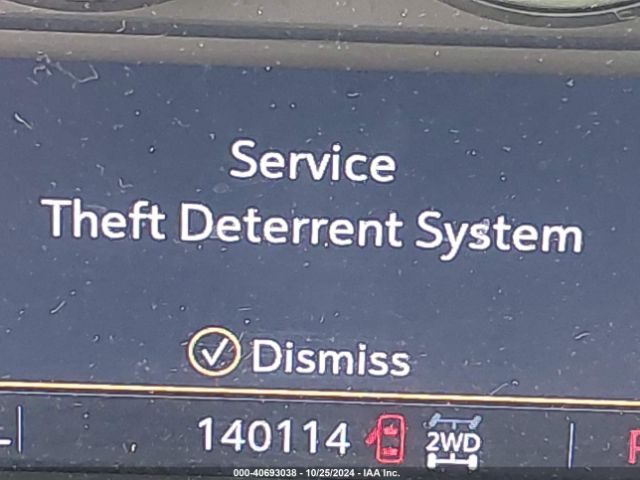 Service
Theft Deterrent System
Dismiss
140114 2WD
000-40693038 - 10/25/2024 - IAA Inc.